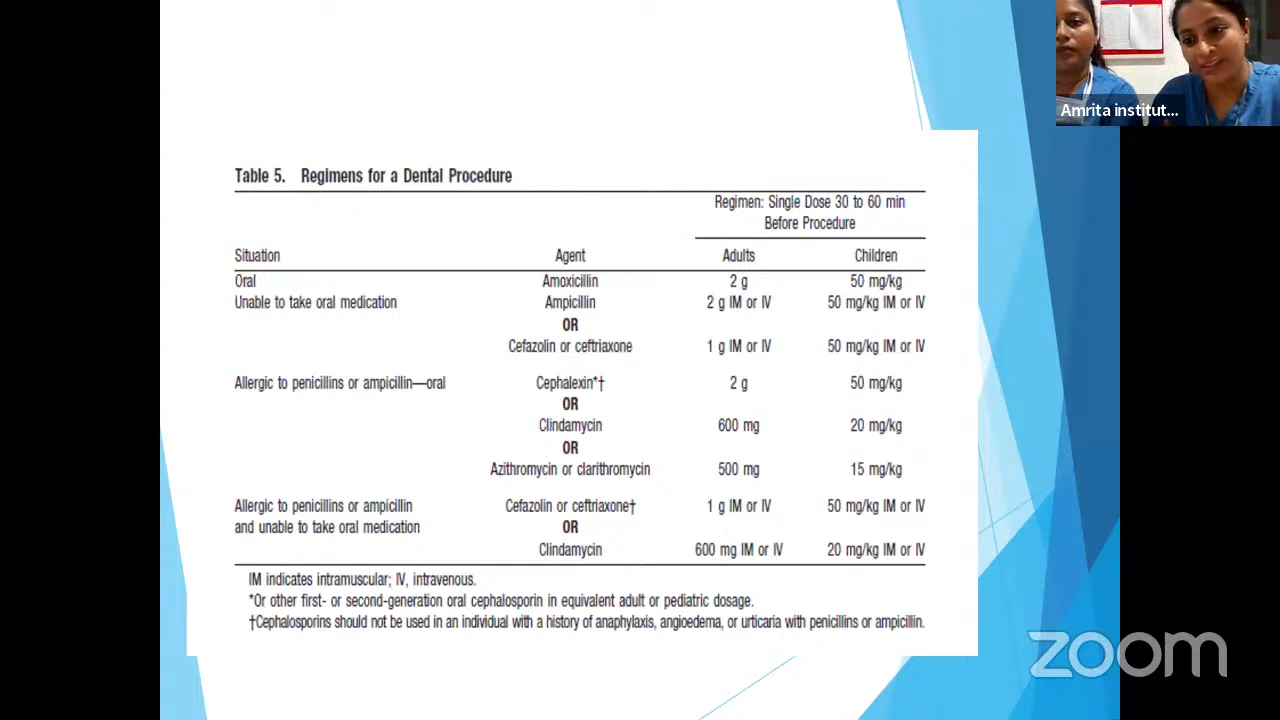 Amrita institut...
Table 5. Regimens for a Dental Procedure
Regimen: Single Dose 30 to 60 min
Before Procedure
Situation Agent Adults Children
Oral Amoxicillin 2 g 50 mg/kg
Unable to take oral medication Ampicillin 2 g IM or IV 50 mg/kg IM or IV
OR
Cefazolin or ceftriaxone 1 g IM or IV 50 mg/kg IM or IV
Allergic to penicillins or ampicillin—oral Cephalexin*† 2 g 50 mg/kg
OR
Clindamycin 600 mg 20 mg/kg
OR
Azithromycin or clarithromycin 500 mg 15 mg/kg
Allergic to penicillins or ampicillin Cefazolin or ceftriaxone† 1 g IM or IV 50 mg/kg IM or IV
and unable to take oral medication OR
Clindamycin 600 mg IM or IV 20 mg/kg IM or IV
IM indicates intramuscular; IV, intravenous.
*Or other first- or second-generation oral cephalosporin in equivalent adult or pediatric dosage.
†Cephalosporins should not be used in an individual with a history of anaphylaxis, angioedema, or urticaria with penicillins or ampicillin.
zoom